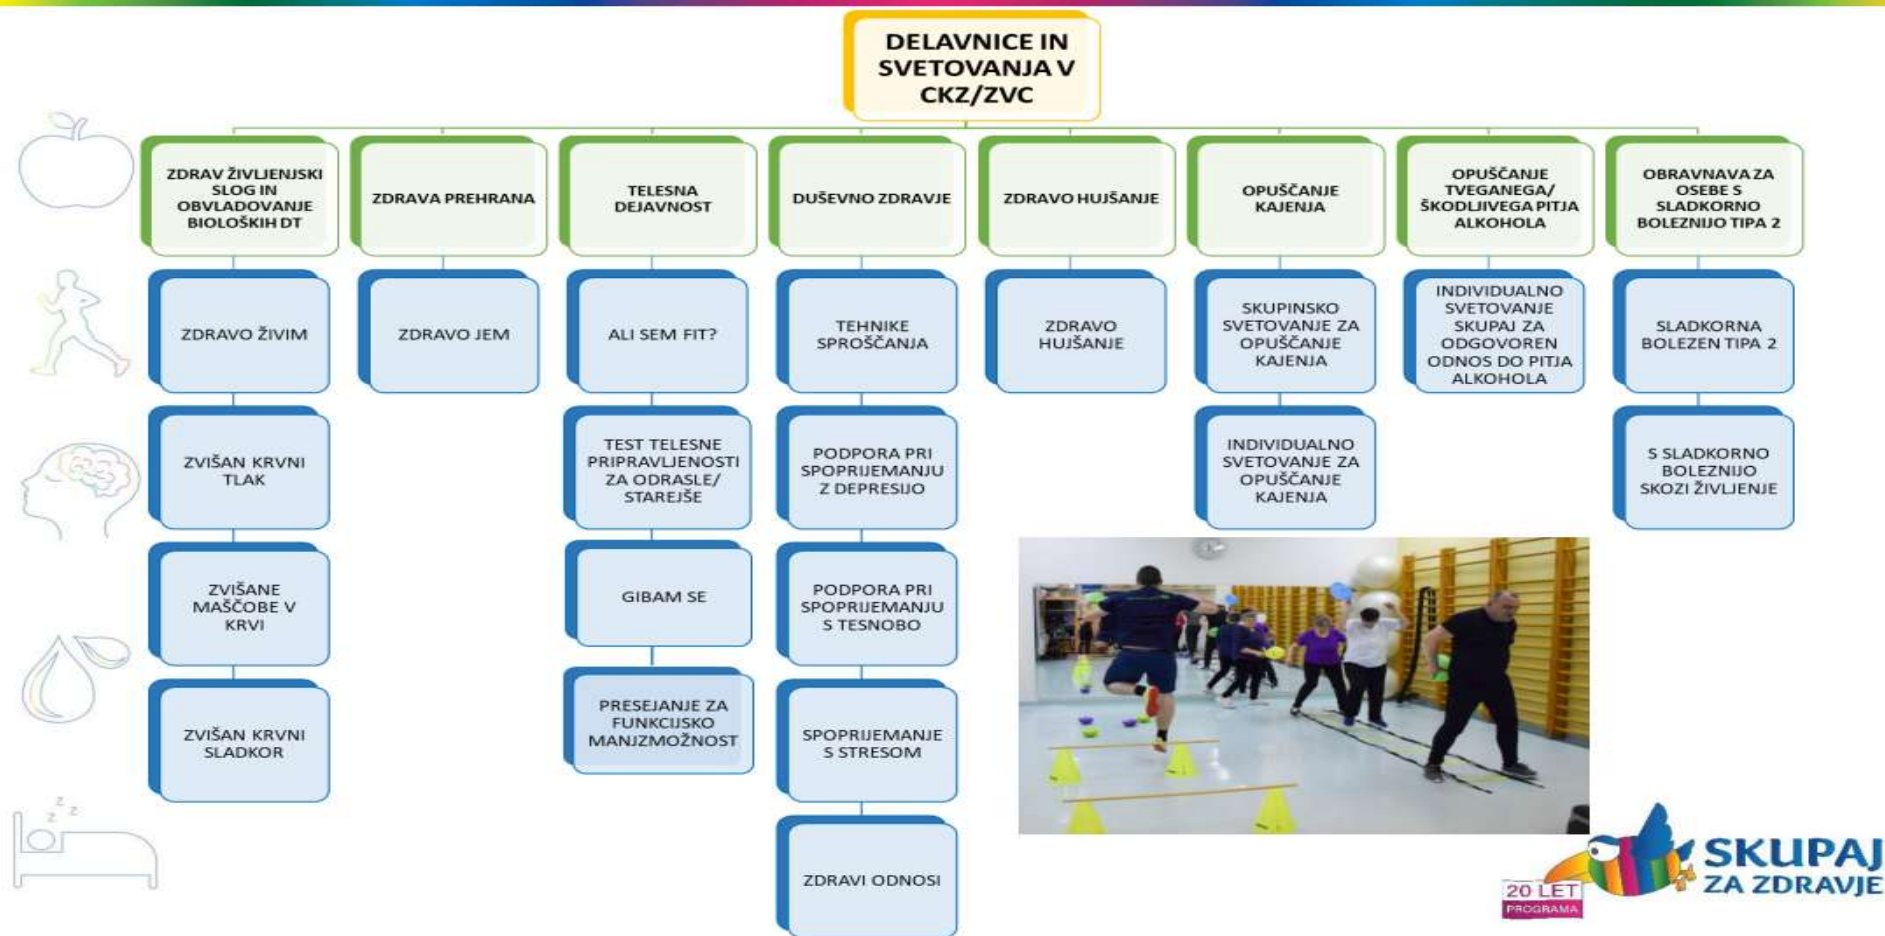 DELAVNICE IN
SVETOVANJA V
CKZ/ZVC
ZDRAV ŽIVLJENJSKI
SLOG IN
OBVLADOVANJE
BIOLOŠKIH DT
ZDRAVO ŽIVIM
ZVIŠAN KRVNI
TLAK
ZVIŠANE
MAŠČOBE V
KRVI
ZVIŠAN KRVNI
SLADKOR
ZDRAVA PREHRANA
ZDRAVO JEM
TELESNA
DEJAVNOST
ALI SEM FIT?
TEST TELESNE
PRIPRAVLJENOSTI
ZA ODRASLE/
STAREJŠE
GIBAM SE
PRESEJANJE ZA
FUNKCIJSKO
MANJZMOŽNOST
DUŠEVNO ZDRAVJE
TEHNIKE
SPROŠČANJA
PODPORA PRI
SPOPRIJEMANJU
Z DEPRESIJO
PODPORA PRI
SPOPRIJEMANJU
S TESNOBO
SPOPRIJEMANJE
S STRESOM
ZDRAVI ODNOSI
ZDRAVO HUJŠANJE
ZDRAVO
HUJŠANJE
OPUŠČANJE
KAJENJA
SKUPINSKO
SVETOVANJE ZA
OPUŠČANJE
KAJENJA
INDIVIDUALNO
SVETOVANJE ZA
OPUŠČANJE
KAJENJA
OPUŠČANJE
TVEGANEGA/
ŠKODLJIVEGA PITJA
ALKOHOLA
INDIVIDUALNO
SVETOVANJE
SKUPAJ ZA
ODGOVOREN
ODNOS DO PITJA
ALKOHOLA
OBRAVNAVA ZA
OSEBE S
SLADKORNO
BOLEZNIJO TIPA 2
SLADKORNA
BOLEZEN TIPA 2
S SLADKORNO
BOLEZNIJO
SKOZI ŽIVLJENJE
z z z
20 LET
PROGRAMA
SKUPAJ
ZA ZDRAVJE